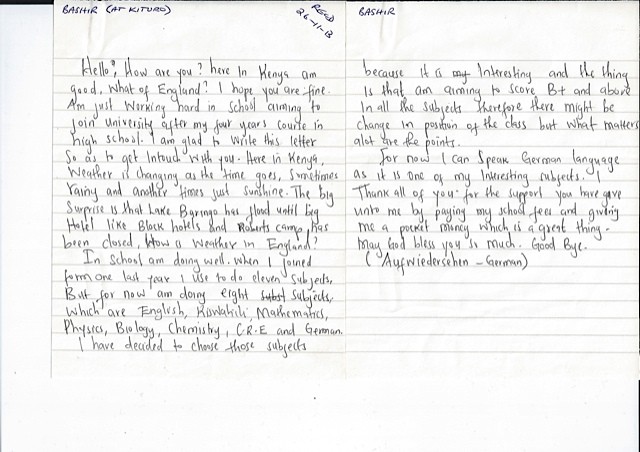 BASHIR (AT KITURO)
RECD
26-11-13
Hello?, How are you? here In Kenya am
good, What of England? I hope you are fine.
Am just Working hard in school aiming to
join university after my four years course in
high school. I am glad to write this letter
So as to get Intouch with you. Here in Kenya,
Weather is changing as the time goes, Sometimes
rainy and another times just sunshine. The big
Surprise is that Lake Baringo has flood until big
Hotel like Block hotels and Roberts camp, has
been closed, How is Weather in England?
In School am doing well. When I joined
form one last year I use to do eleven Subjects.
But for now am doing eight subst Subjects.
Which are English, Kiswahili, Mathematics,
Physics, Biology, Chemistry, C.R.E and German.
I have decided to choose those subjects
BASHIR
because it is my Interesting and the thing
Is that am aiming to score B+ and above
In all the subjects therefore there might be
change in position of the class but what matters
alot are the points.
For now I can speak German language
as it is one of my Interesting subjects. I
Thank all of you for the support you have gave
unto me by paying my school fees and giving
me a pocket money which is a great thing.
May God bless you so much. Good Bye.
(Aufwiedersehen - German)